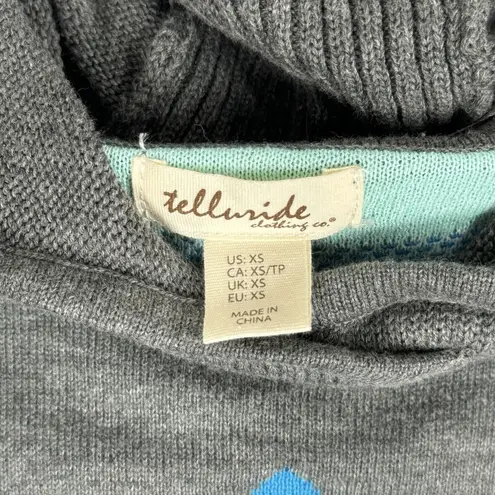 telluride
clothing co.®
US: XS
CA: XS/TP
UK: XS
EU: XS
MADE IN
CHINA